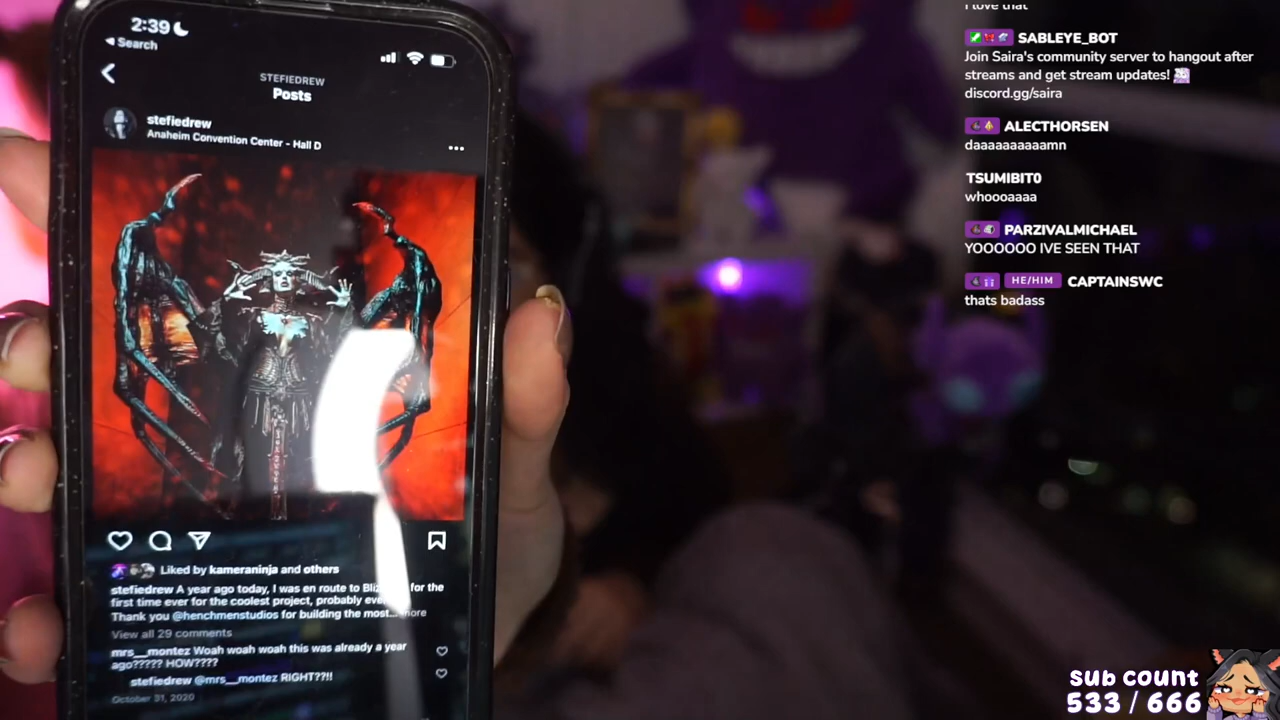 2:39
Search
STEFIEDREW
Posts
stefiedrew
Anaheim Convention Center - Hall D
Liked by kameraninja and others
stefiedrew A year ago today, I was en route to for the
first time ever for the coolest project, probably
Thank you @henchmenstudios for building the most...
View all 29 comments
mrs__montez Woah woah woah this was already a year
ago????? HOW????
stefiedrew @mrs__montez RIGHT??!!
October 31, 2020
I love that
SABLEYE_BOT
Join Saira's community server to hangout after
streams and get stream updates!
discord.gg/saira
ALECTHORSEN
daaaaaaaaamn
TSUMIBIT0
whoooaaaa
PARZIVALMICHAEL
YOOOOOO IVE SEEN THAT
HE/HIM CAPTAINSWC
thats badass
sub count
533 / 666